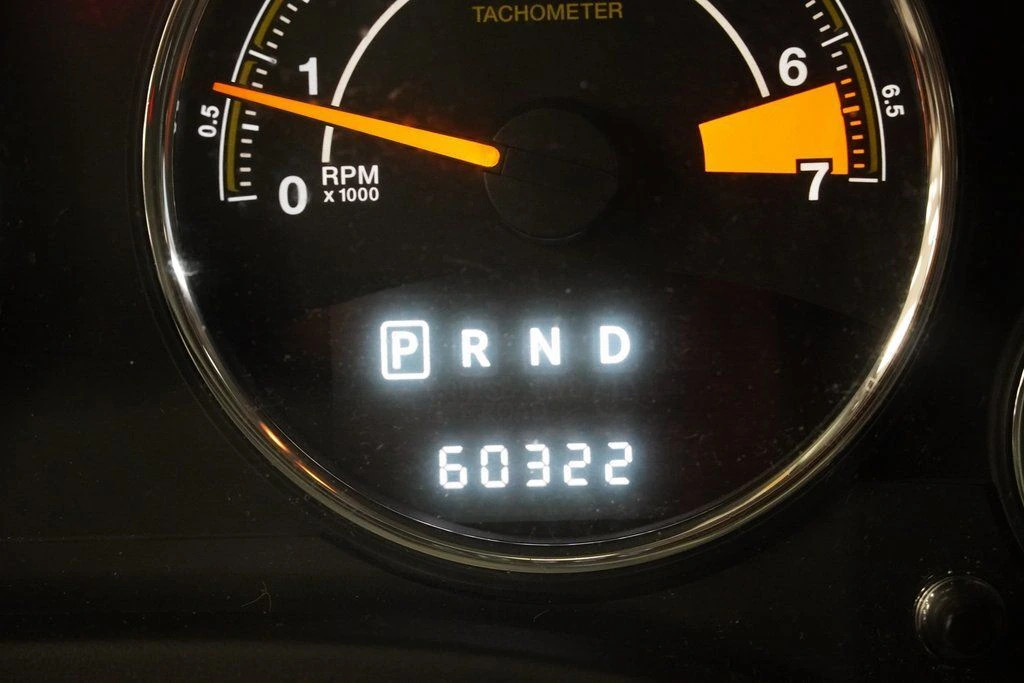 TACHOMETER
1
6
0.5
6.5
0
RPM
x 1000
7
P R N D
60322